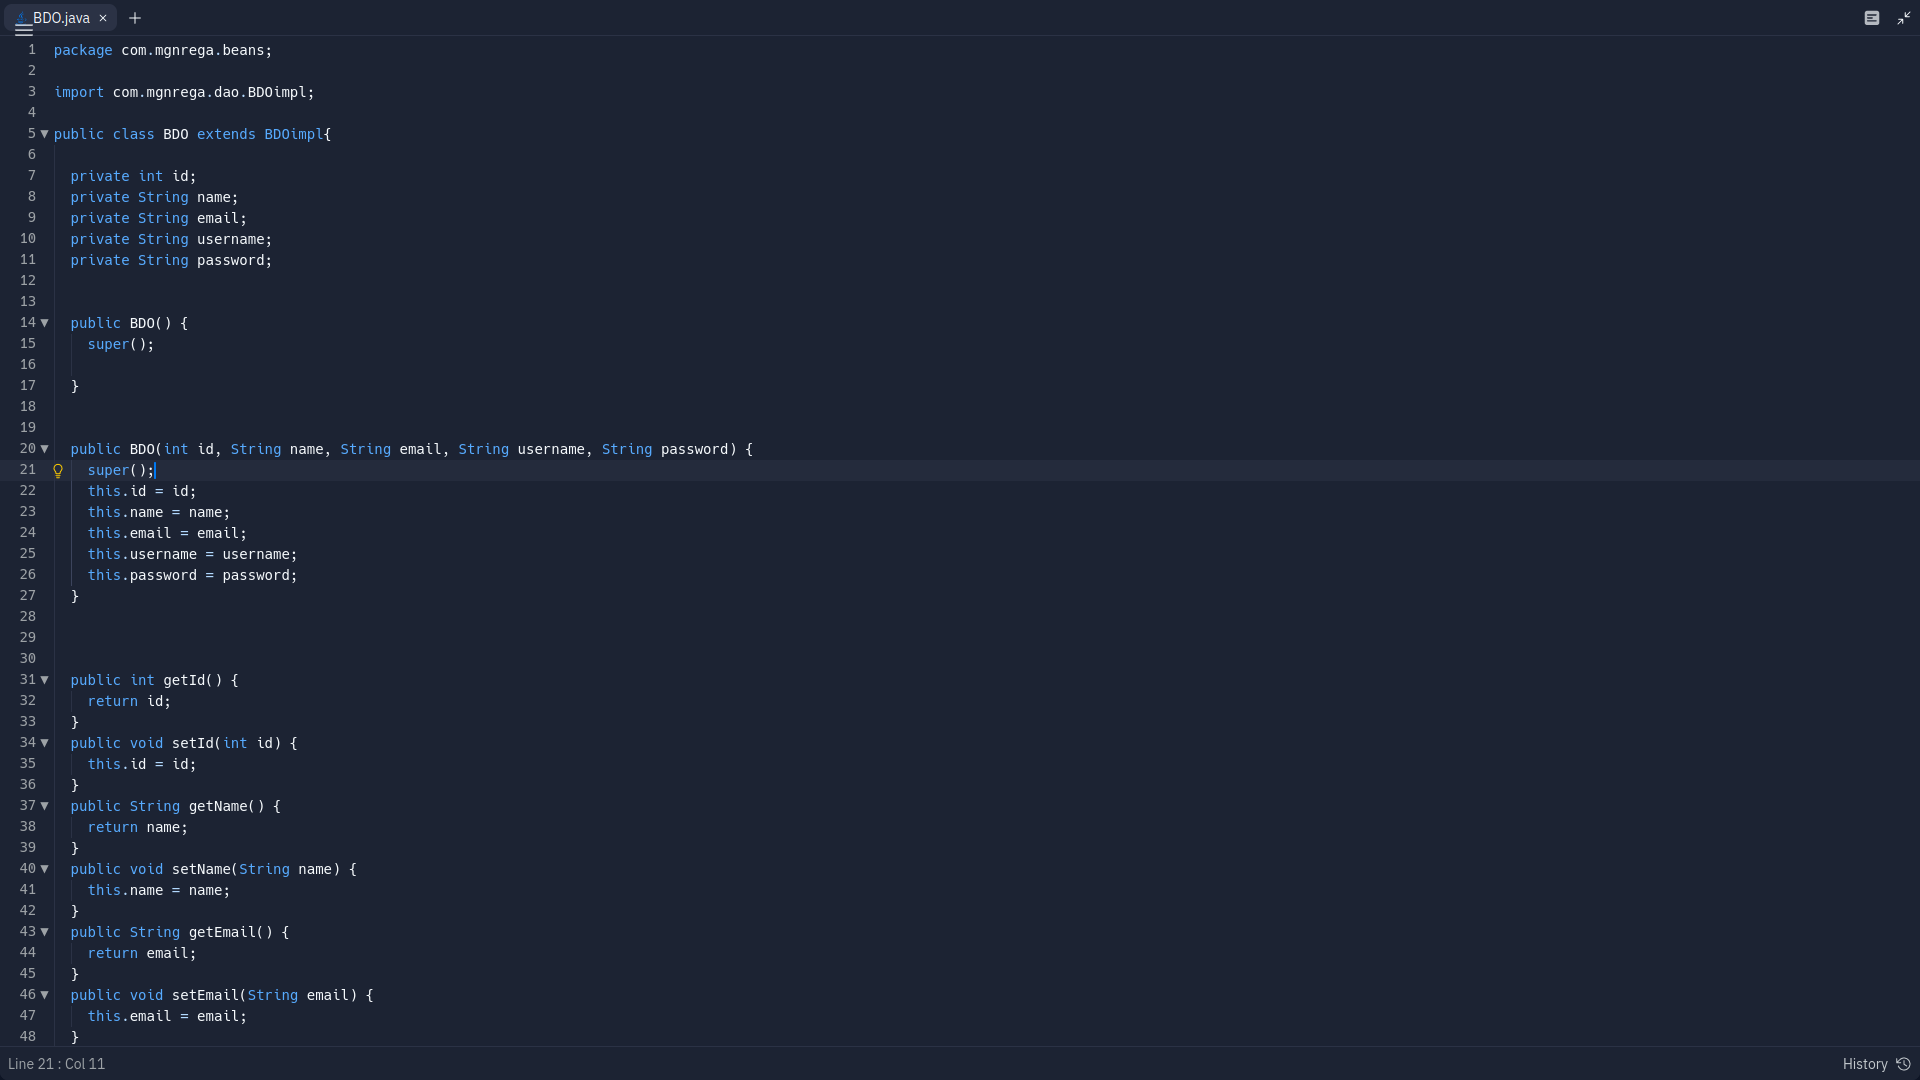 BDO.java
1 package com.mgnrega.beans;
2
3 import com.mgnrega.dao.BDOimpl;
4
5 public class BDO extends BDOimpl{
6
7 private int id;
8 private String name;
9 private String email;
10 private String username;
11 private String password;
12
13
14 public BDO() {
15 super();
16
17 }
18
19
20 public BDO(int id, String name, String email, String username, String password) {
21 super();
22 this.id = id;
23 this.name = name;
24 this.email = email;
25 this.username = username;
26 this.password = password;
27 }
28
29
30
31 public int getId() {
32 return id;
33 }
34 public void setId(int id) {
35 this.id = id;
36 }
37 public String getName() {
38 return name;
39 }
40 public void setName(String name) {
41 this.name = name;
42 }
43 public String getEmail() {
44 return email;
45 }
46 public void setEmail(String email) {
47 this.email = email;
48 }
Line 21 : Col 11
History